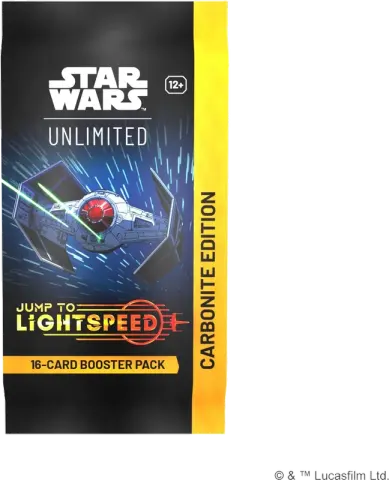 STAR
WARS
12+
UNLIMITED
JUMP TO
LIGHTSPEED
16-CARD BOOSTER PACK
CARBONITE EDITION
© & ™ Lucasfilm Ltd.